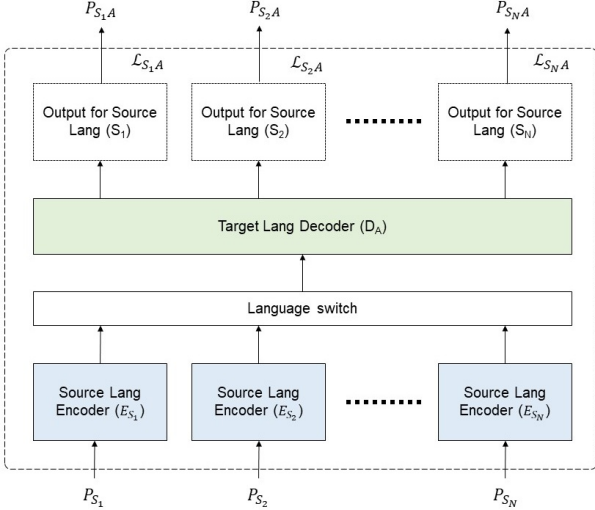 P_{S_1A} P_{S_2A} P_{S_NA}
ℒ_{S_1A} ℒ_{S_2A} ℒ_{S_NA}
Output for Source
Lang (S_1)
Output for Source
Lang (S_2)
Output for Source
Lang (S_N)
Target Lang Decoder (D_A)
Language switch
Source Lang
Encoder (E_{S_1})
Source Lang
Encoder (E_{S_2})
Source Lang
Encoder (E_{S_N})
P_{S_1} P_{S_2} P_{S_N}